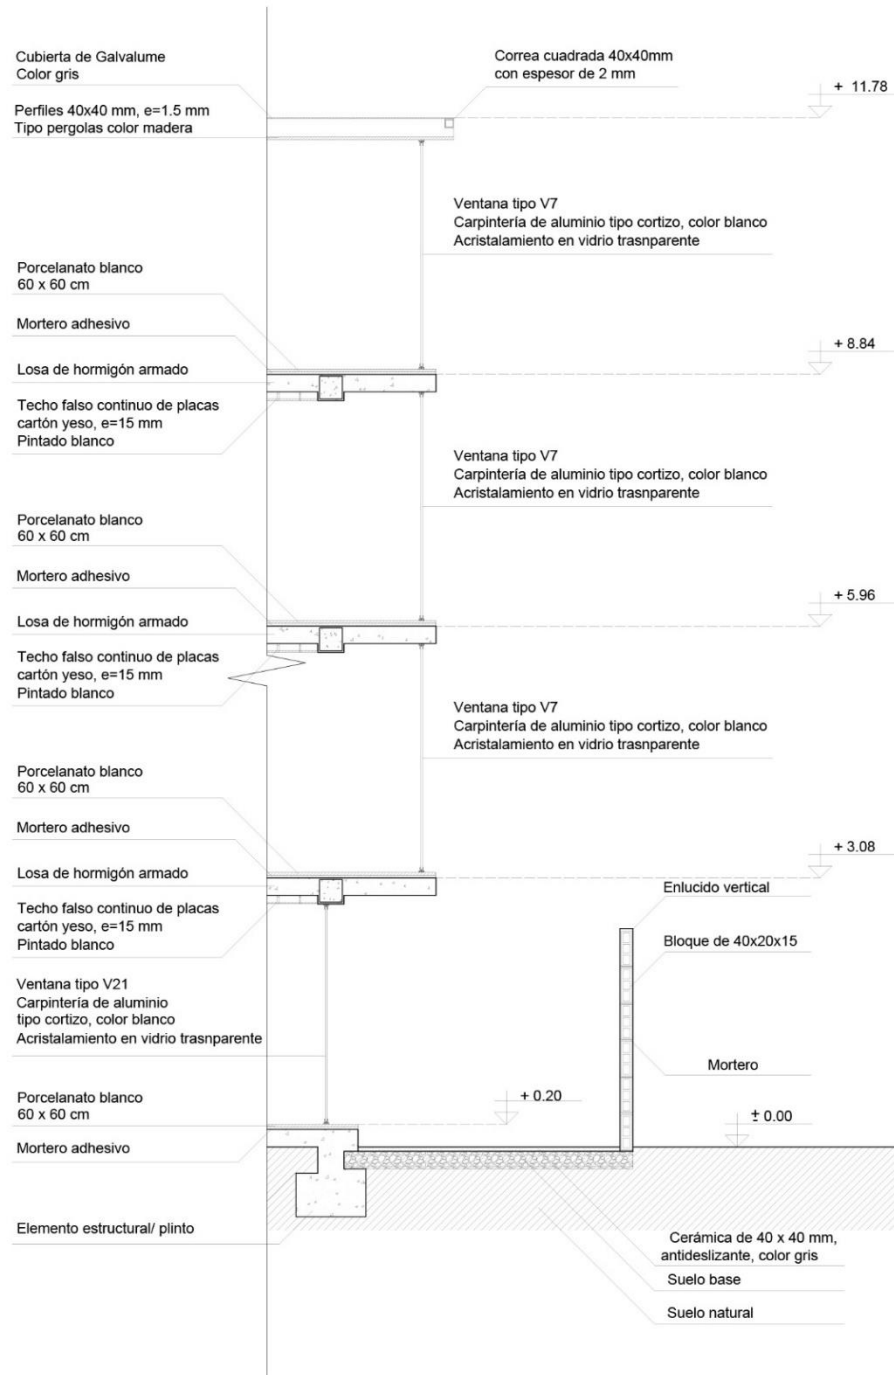 Cubierta de Galvalume
Color gris
Correa cuadrada 40x40mm
con espesor de 2 mm
+ 11.78
Perfiles 40x40 mm, e=1.5 mm
Tipo pergolas color madera
Ventana tipo V7
Carpintería de aluminio tipo cortizo, color blanco
Acristalamiento en vidrio trasnparente
Porcelanato blanco
60 x 60 cm
Mortero adhesivo
+ 8.84
Losa de hormigón armado
Techo falso continuo de placas
cartón yeso, e=15 mm
Pintado blanco
Ventana tipo V7
Carpintería de aluminio tipo cortizo, color blanco
Acristalamiento en vidrio trasnparente
Porcelanato blanco
60 x 60 cm
Mortero adhesivo
+ 5.96
Losa de hormigón armado
Techo falso continuo de placas
cartón yeso, e=15 mm
Pintado blanco
Ventana tipo V7
Carpintería de aluminio tipo cortizo, color blanco
Acristalamiento en vidrio trasnparente
Porcelanato blanco
60 x 60 cm
Mortero adhesivo
+ 3.08
Losa de hormigón armado
Techo falso continuo de placas
cartón yeso, e=15 mm
Pintado blanco
Enlucido vertical
Bloque de 40x20x15
Ventana tipo V21
Carpintería de aluminio
tipo cortizo, color blanco
Acristalamiento en vidrio trasnparente
Mortero
Porcelanato blanco
60 x 60 cm
+ 0.20
± 0.00
Mortero adhesivo
Elemento estructural/ plinto
Cerámica de 40 x 40 mm,
antideslizante, color gris
Suelo base
Suelo natural